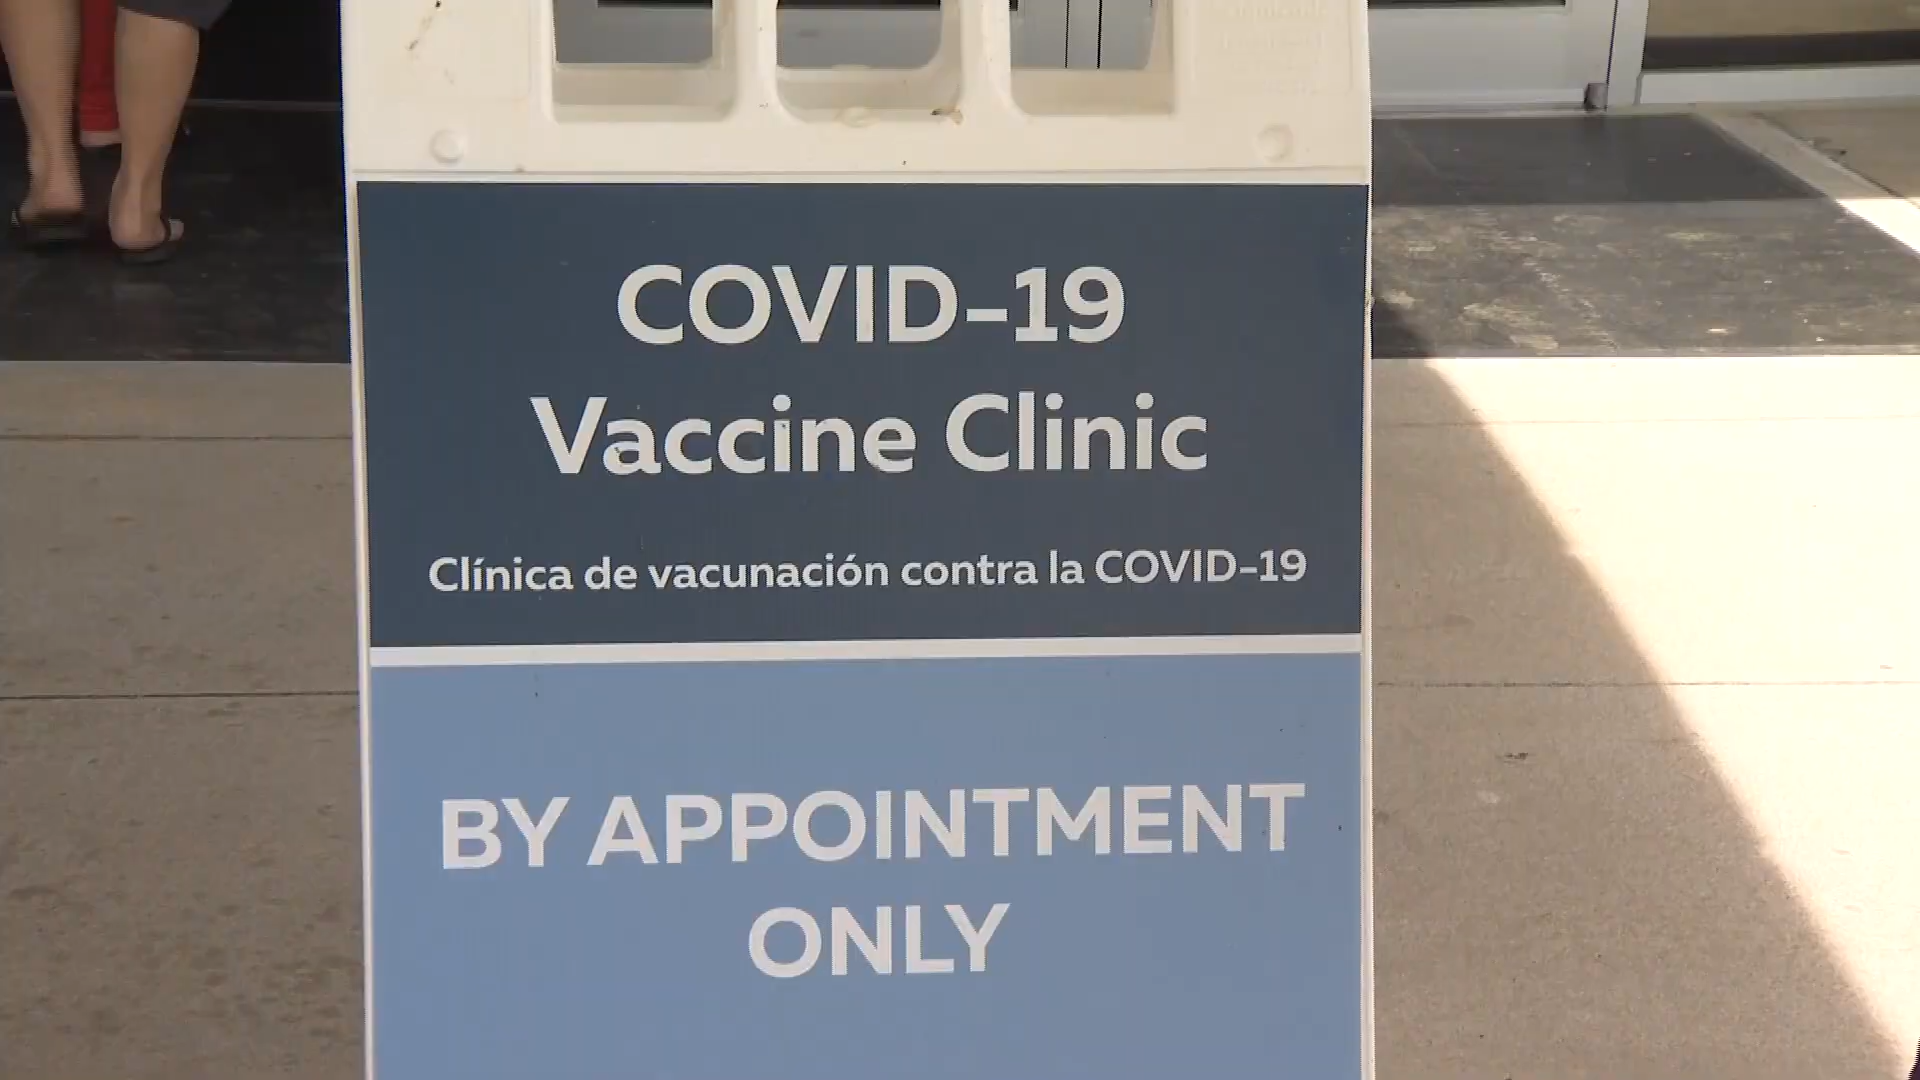 COVID-19
Vaccine Clinic
Clínica de vacunación contra la COVID-19
BY APPOINTMENT
ONLY